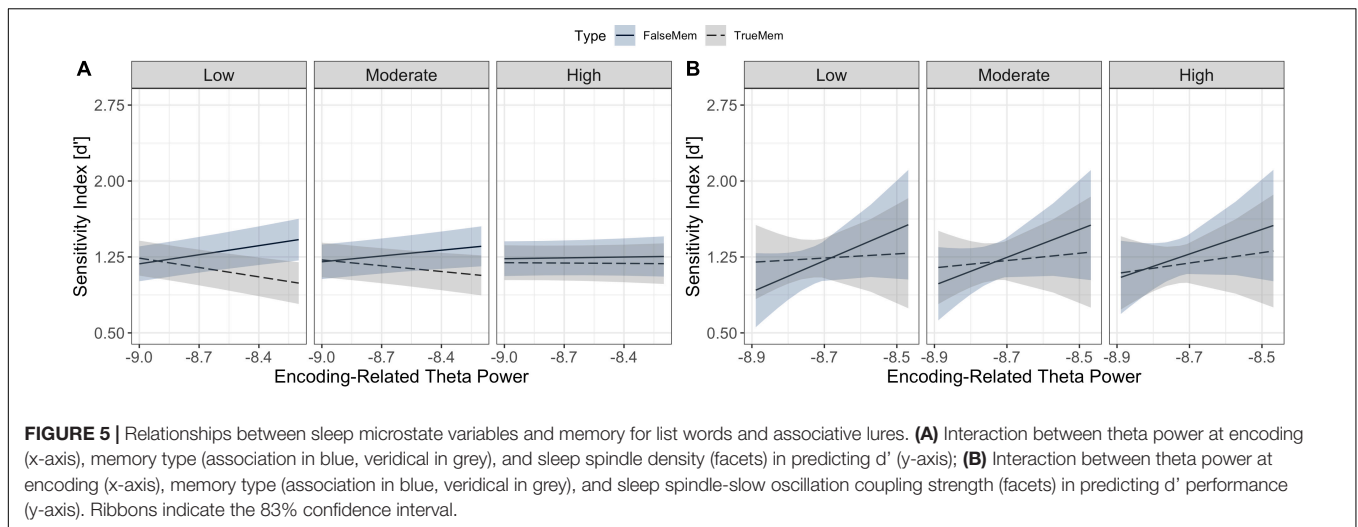 Type FalseMem TrueMem
A
Low Moderate High
Sensitivity Index [d']
2.75
2.00
1.25
0.50
-9.0 -8.7 -8.4 -9.0 -8.7 -8.4 -9.0 -8.7 -8.4
Encoding-Related Theta Power
B
Low Moderate High
Sensitivity Index [d']
2.75
2.00
1.25
0.50
-8.9 -8.7 -8.5 -8.9 -8.7 -8.5 -8.9 -8.7 -8.5
Encoding-Related Theta Power
FIGURE 5 | Relationships between sleep microstate variables and memory for list words and associative lures. (A) Interaction between theta power at encoding
(x-axis), memory type (association in blue, veridical in grey), and sleep spindle density (facets) in predicting d’ (y-axis); (B) Interaction between theta power at
encoding (x-axis), memory type (association in blue, veridical in grey), and sleep spindle-slow oscillation coupling strength (facets) in predicting d’ performance
(y-axis). Ribbons indicate the 83% confidence interval.